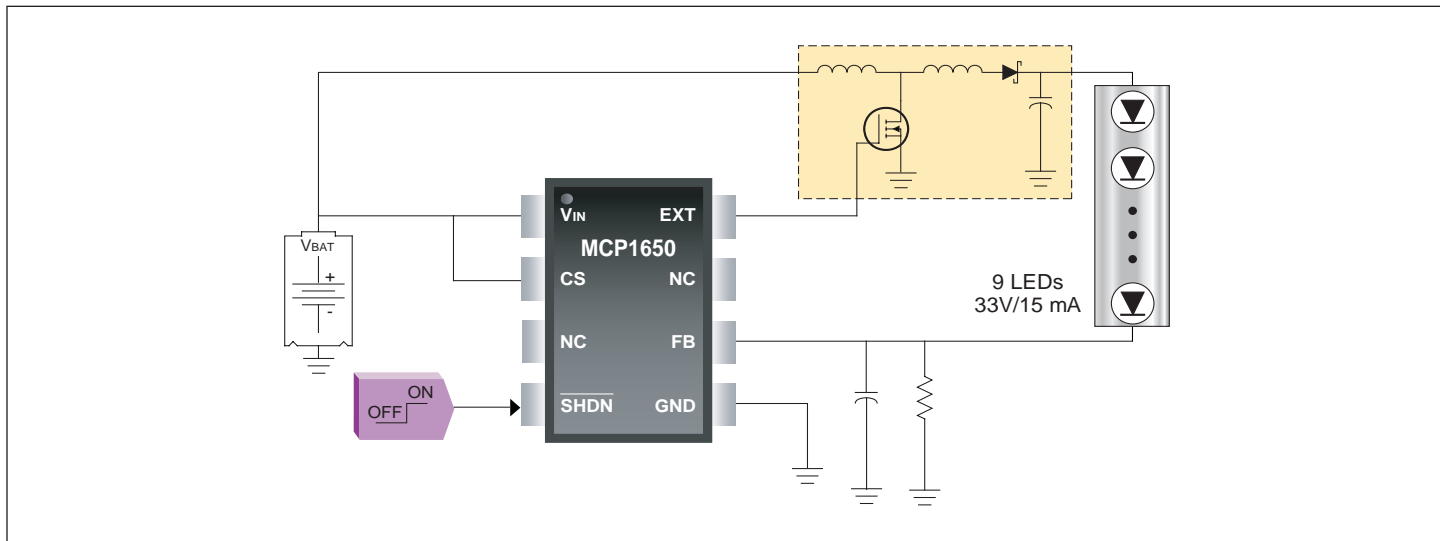 VBAT
+
-
OFF
ON
VIN
EXT
MCP1650
CS
NC
NC
FB
SHDN
GND
9 LEDs
33V/15 mA